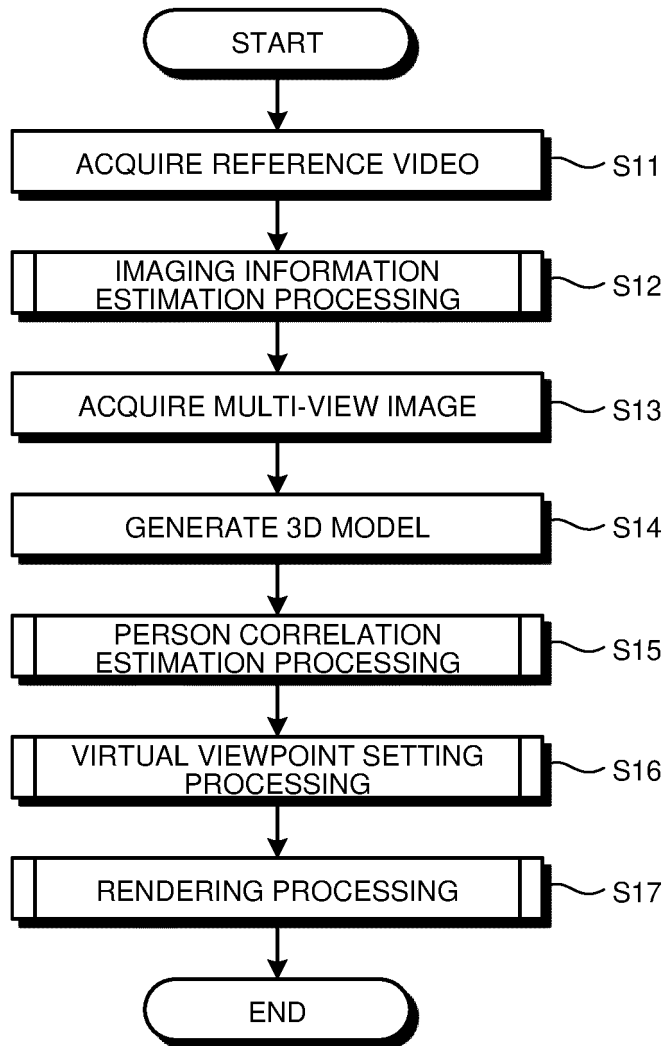 START
ACQUIRE REFERENCE VIDEO
S11
IMAGING INFORMATION
ESTIMATION PROCESSING
S12
ACQUIRE MULTI-VIEW IMAGE
S13
GENERATE 3D MODEL
S14
PERSON CORRELATION
ESTIMATION PROCESSING
S15
VIRTUAL VIEWPOINT SETTING
PROCESSING
S16
RENDERING PROCESSING
S17
END